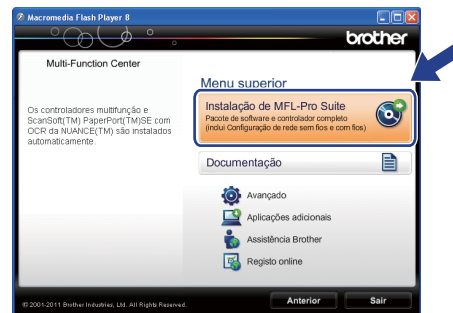 Macromedia Flash Player 8
brother
Multi-Function Center
Menu superior
Os controladores multifunção e
ScanSoft(TM) PaperPort(TM)SE com
OCR da NUANCE(TM) são instalados
automaticamente.
Instalação de MFL-Pro Suite
Pacote de software e controlador completo
(inclui Configuração de rede sem fios e com fios)
Documentação
Avançado
Aplicações adicionais
Assistência Brother
Registo online
© 2001-2011 Brother Industries, Ltd. All Rights Reserved.
Anterior
Sair